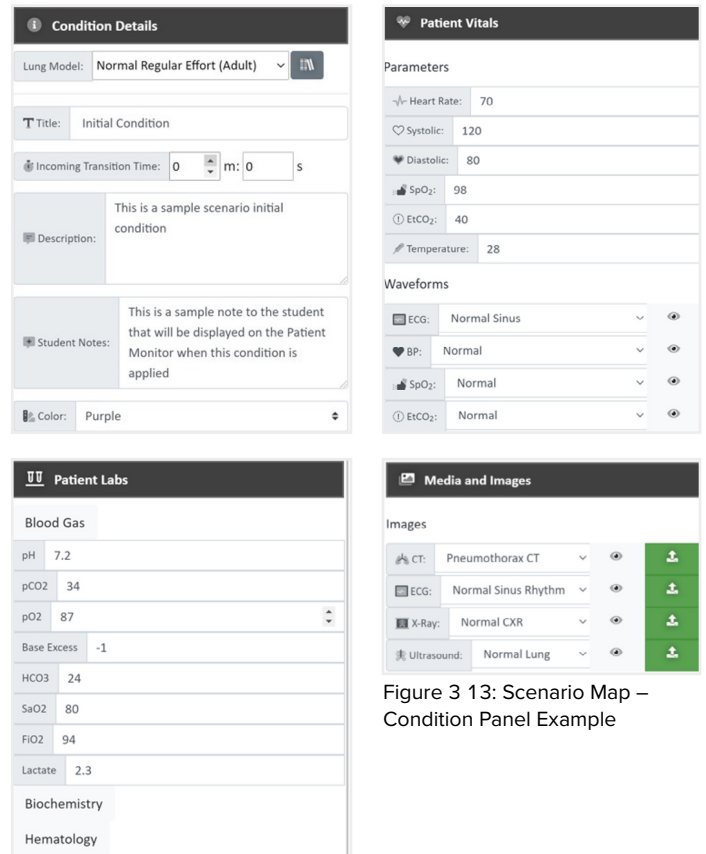 Condition Details
Lung Model: Normal Regular Effort (Adult)
Title: Initial Condition
Incoming Transition Time: 0 m: 0 s
Description: This is a sample scenario initial
condition
Student Notes: This is a sample note to the student
that will be displayed on the Patient
Monitor when this condition is
applied
Color: Purple
Patient Vitals
Parameters
Heart Rate: 70
Systolic: 120
Diastolic: 80
SpO₂: 98
EtCO₂: 40
Temperature: 28
Waveforms
ECG: Normal Sinus
BP: Normal
SpO₂: Normal
EtCO₂: Normal
Patient Labs
Blood Gas
pH 7.2
pCO2 34
pO2 87
Base Excess -1
HCO3 24
SaO2 80
FiO2 94
Lactate 2.3
Biochemistry
Hematology
Media and Images
Images
CT: Pneumothorax CT
ECG: Normal Sinus Rhythm
X-Ray: Normal CXR
Ultrasound: Normal Lung
Figure 3 13: Scenario Map –
Condition Panel Example